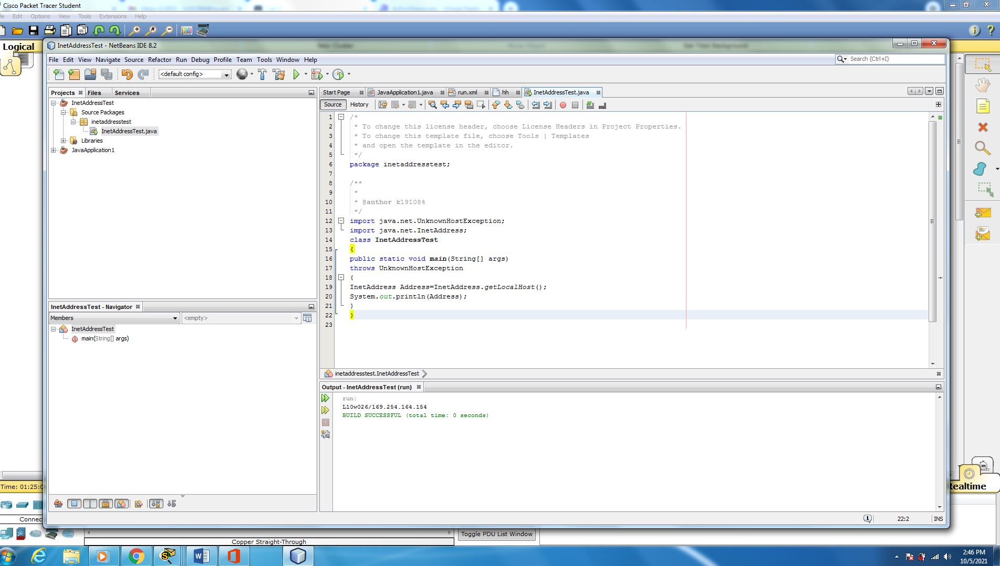 Cisco Packet Tracer Student
Edit Options View Tools Extensions Help
Logical
InetAddressTest - NetBeans IDE 8.2
File Edit View Navigate Source Refactor Run Debug Profile Team Tools Window Help
Search (Ctrl+I)
<default config>
Projects Files Services
InetAddressTest
Source Packages
inetaddresstest
InetAddressTest.java
Libraries
JavaApplication1
Start Page JavaApplication1.java run.xml hh InetAddressTest.java
Source History
1 /*
2 * To change this license header, choose License Headers in Project Properties.
3 * To change this template file, choose Tools | Templates
4 * and open the template in the editor.
5 */
6 package inetaddresstest;
7
8 /**
9 *
10 * @author k191084
11 */
12 import java.net.UnknownHostException;
13 import java.net.InetAddress;
14 class InetAddressTest
15 {
16 public static void main(String[] args)
17 throws UnknownHostException
18 {
19 InetAddress Address=InetAddress.getLocalHost();
20 System.out.println(Address);
21 }
22 }
23
inetaddresstest.InetAddressTest
InetAddressTest - Navigator
Members <empty>
InetAddressTest
main(String[] args)
Output - InetAddressTest (run)
run:
L10w026/169.254.164.154
BUILD SUCCESSFUL (total time: 0 seconds)
1 22:2 INS
Time: 01:25:0
Realtime
Connec
Toggle PDU List Window
Copper Straight-Through
2:46 PM
10/5/2021